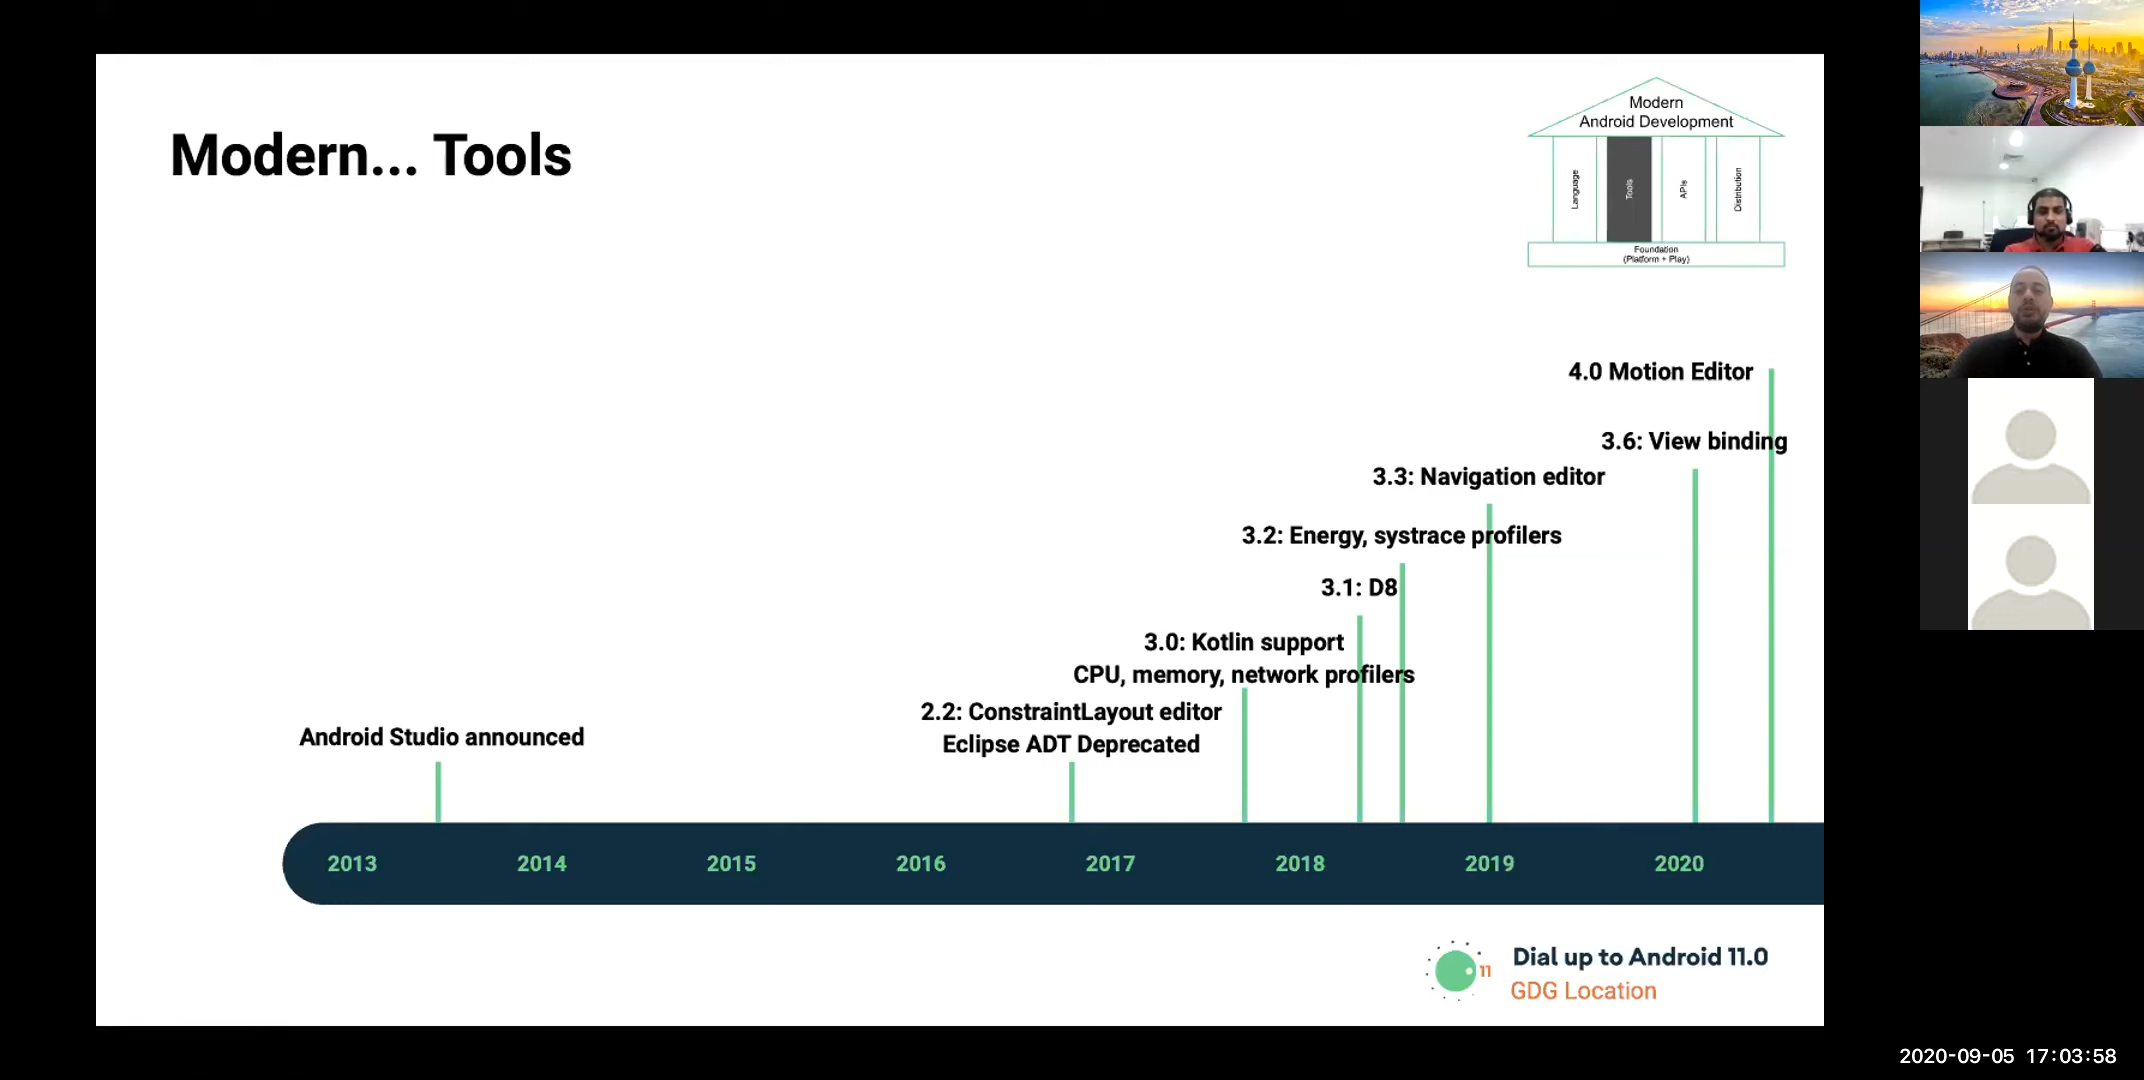 Modern... Tools
Modern
Android Development
Language
Tools
APIs
Distribution
Foundation
(Platform + Play)
4.0 Motion Editor
3.6: View binding
3.3: Navigation editor
3.2: Energy, systrace profilers
3.1: D8
3.0: Kotlin support
CPU, memory, network profilers
2.2: ConstraintLayout editor
Eclipse ADT Deprecated
Android Studio announced
2013 2014 2015 2016 2017 2018 2019 2020
11
Dial up to Android 11.0
GDG Location
2020-09-05 17:03:58